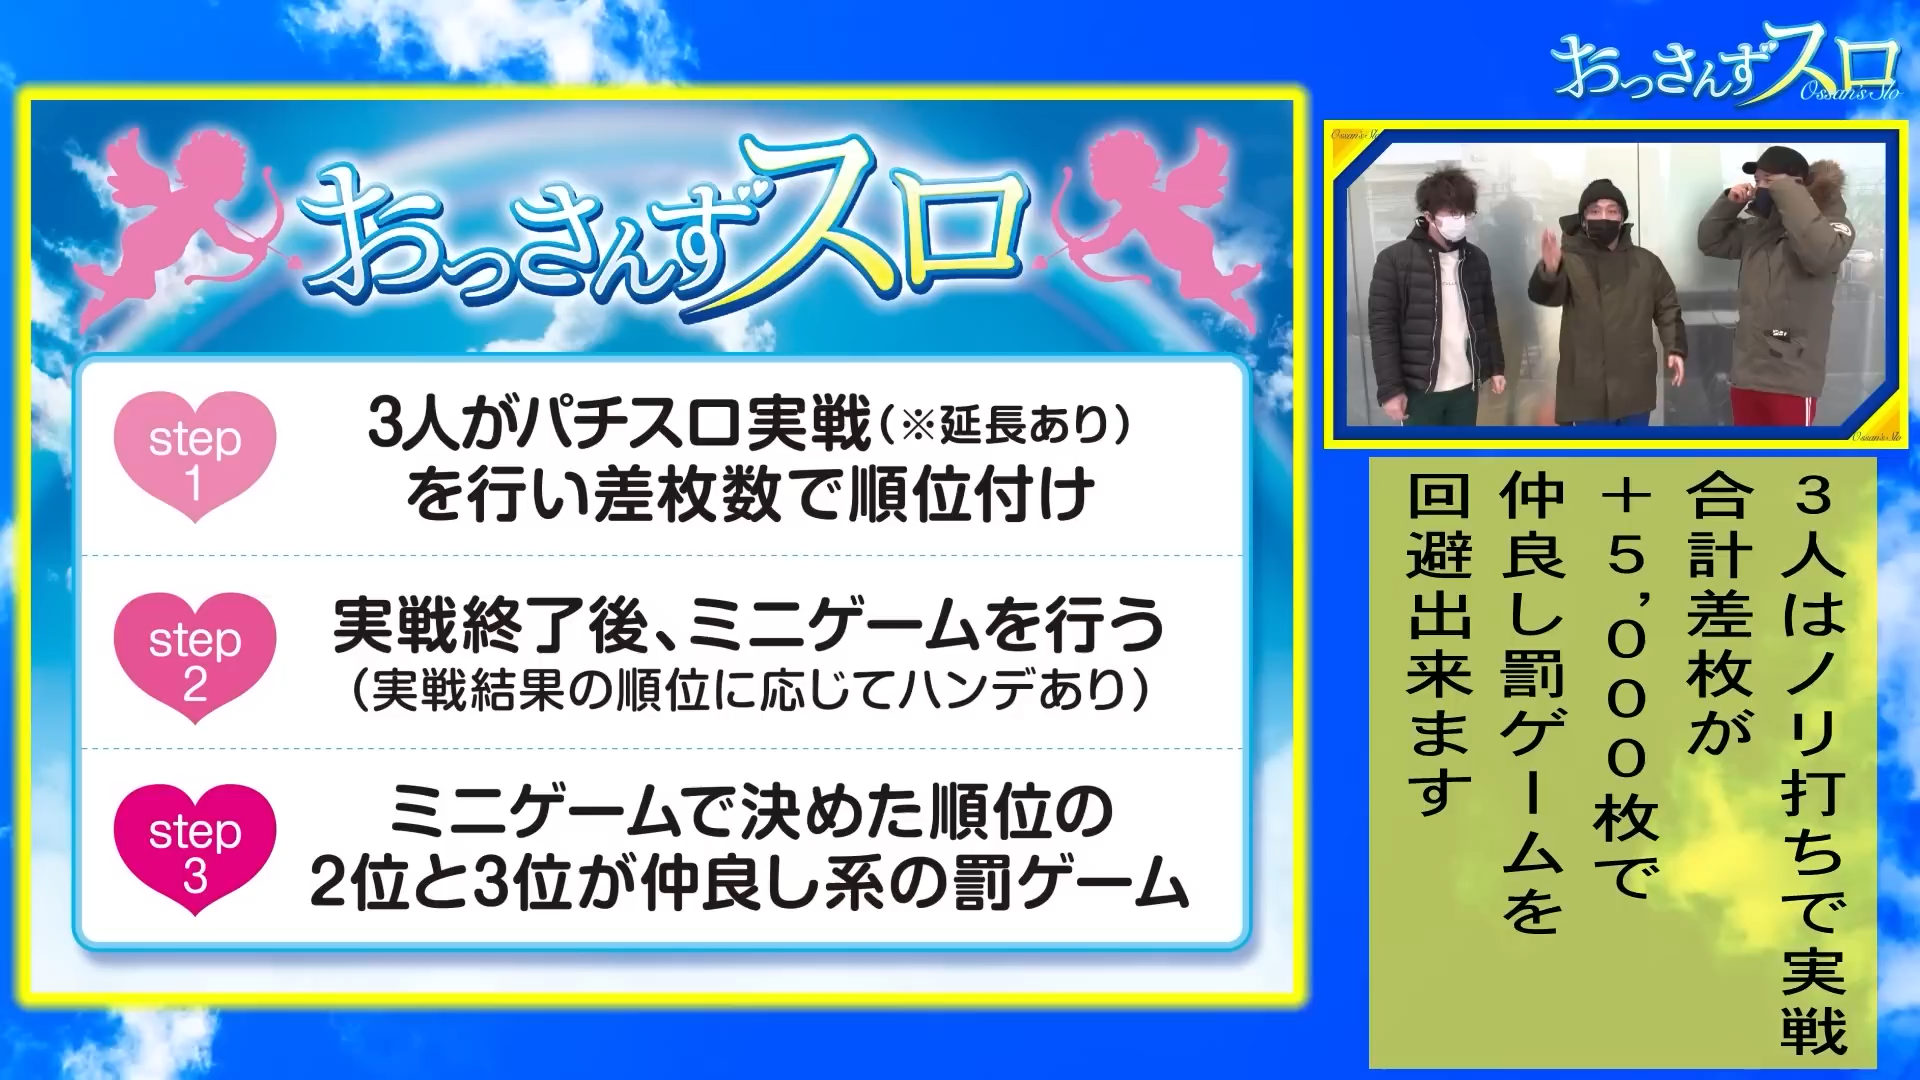 おっさんずスロ
step
1
3人がパチスロ実戦(※延長あり)
を行い差枚数で順位付け
step
2
実戦終了後、ミニゲームを行う
(実戦結果の順位に応じてハンデあり)
step
3
ミニゲームで決めた順位の
2位と3位が仲良し系の罰ゲーム
おっさんずスロ
Ossan's Slo
Ossan's Slo
Ossan's Slo
3人はノリ打ちで実戦
合計差枚が
+5,000枚で
仲良し罰ゲームを
回避出来ます